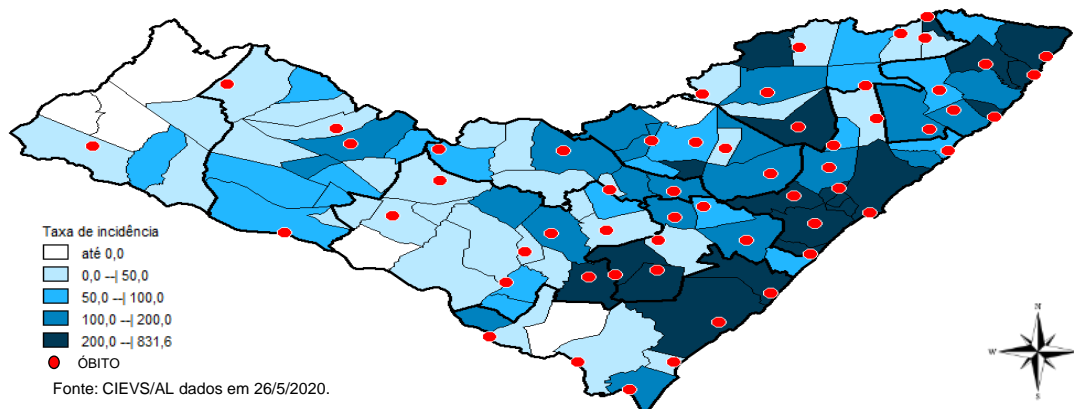 Taxa de incidência
até 0,0
0,0 --| 50,0
50,0 --| 100,0
100,0 --| 200,0
200,0 --| 831,6
ÓBITO
Fonte: CIEVS/AL dados em 26/5/2020.
N
W
E
S